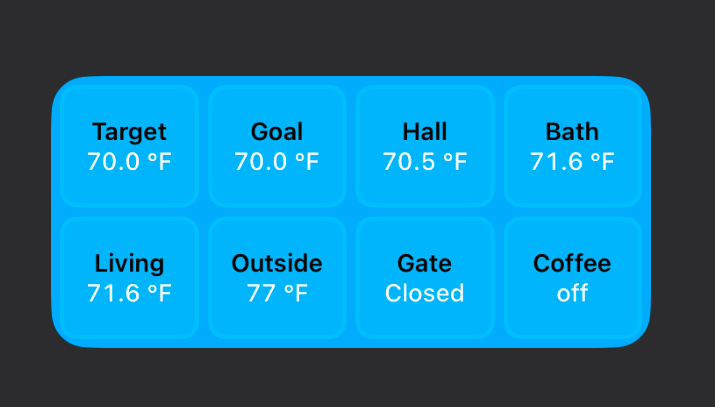 Target
70.0 °F
Goal
70.0 °F
Hall
70.5 °F
Bath
71.6 °F
Living
71.6 °F
Outside
77 °F
Gate
Closed
Coffee
off